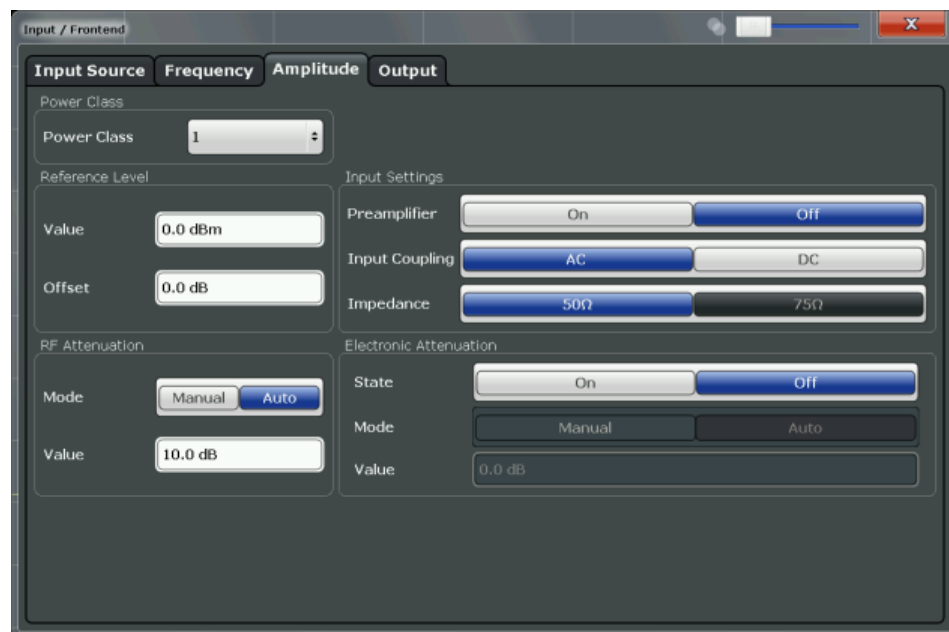 Input / Frontend
X
Input Source Frequency Amplitude Output
Power Class
Power Class 1
Reference Level
Value 0.0 dBm
Offset 0.0 dB
Input Settings
Preamplifier On Off
Input Coupling AC DC
Impedance 50Ω 75Ω
RF Attenuation
Mode Manual Auto
Value 10.0 dB
Electronic Attenuation
State On Off
Mode Manual Auto
Value 0.0 dB